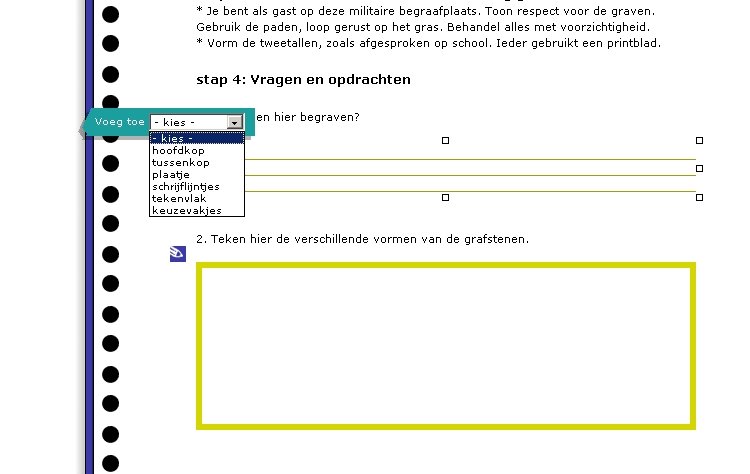 * Je bent als gast op deze militaire begraafplaats. Toon respect voor de graven.
Gebruik de paden, loop gerust op het gras. Behandel alles met voorzichtigheid.
* Vorm de tweetallen, zoals afgesproken op school. Ieder gebruikt een printblad.
stap 4: Vragen en opdrachten
en hier begraven?
Voeg toe - kies -
- kies -
hoofdkop
tussenkop
plaatje
schrijflijntjes
tekenvlak
keuzevakjes
2. Teken hier de verschillende vormen van de grafstenen.